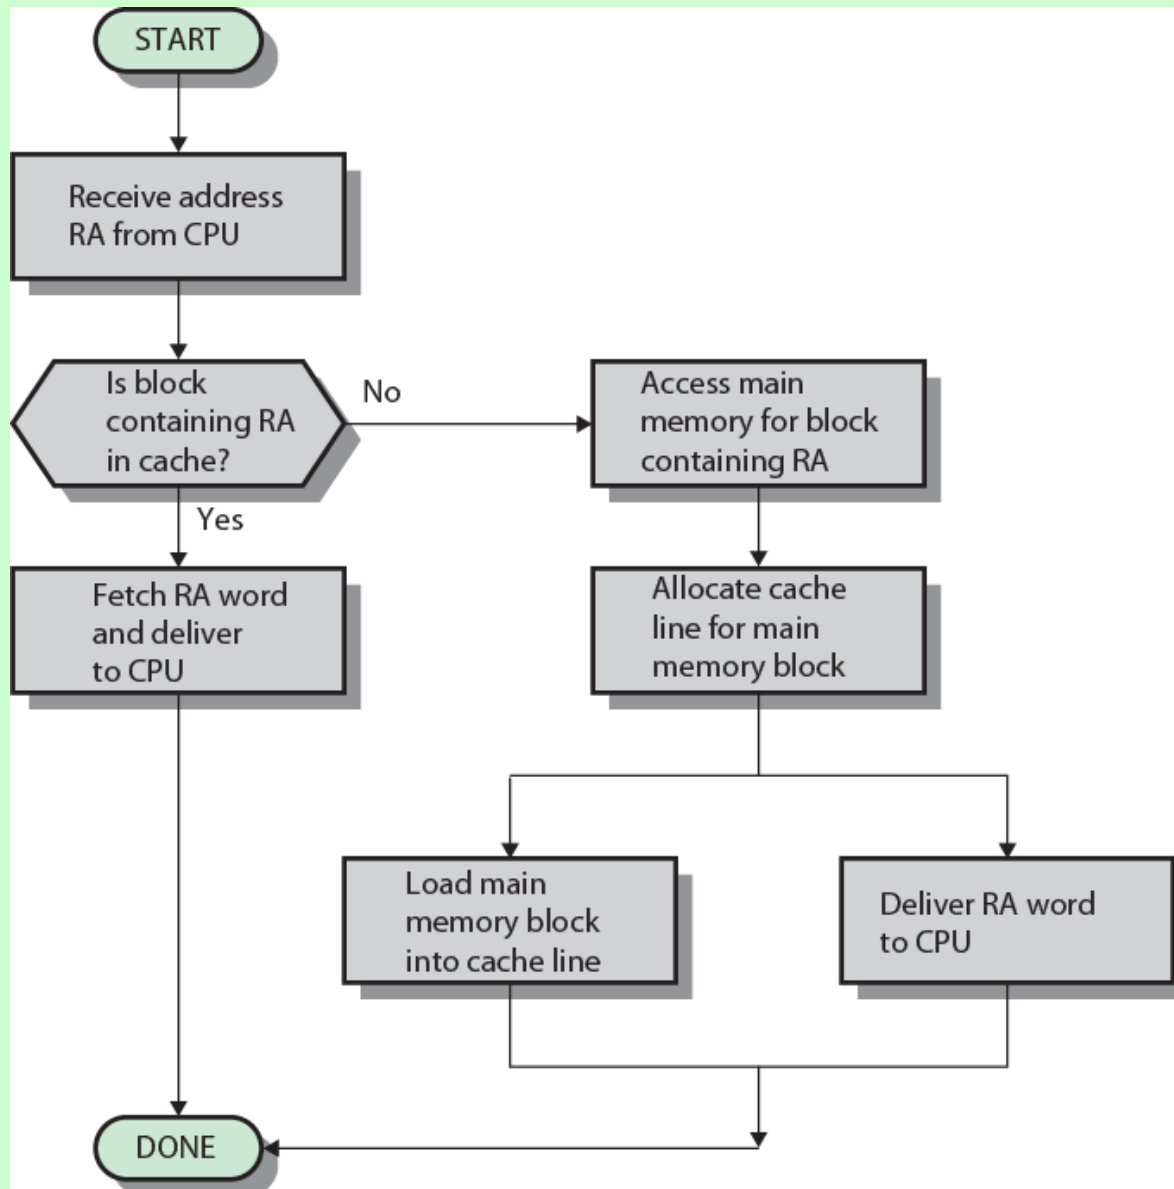 START
Receive address
RA from CPU
Is block
containing RA
in cache?
No
Access main
memory for block
containing RA
Yes
Fetch RA word
and deliver
to CPU
Allocate cache
line for main
memory block
Load main
memory block
into cache line
Deliver RA word
to CPU
DONE